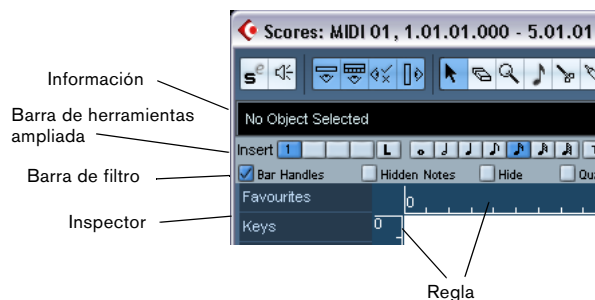 Scores: MIDI 01, 1.01.01.000 - 5.01.01
Información
No Object Selected
Barra de herramientas
ampliada
Insert 1 L
Barra de filtro
Bar Handles Hidden Notes Hide
Favourites
0
Inspector
Keys
0
Regla